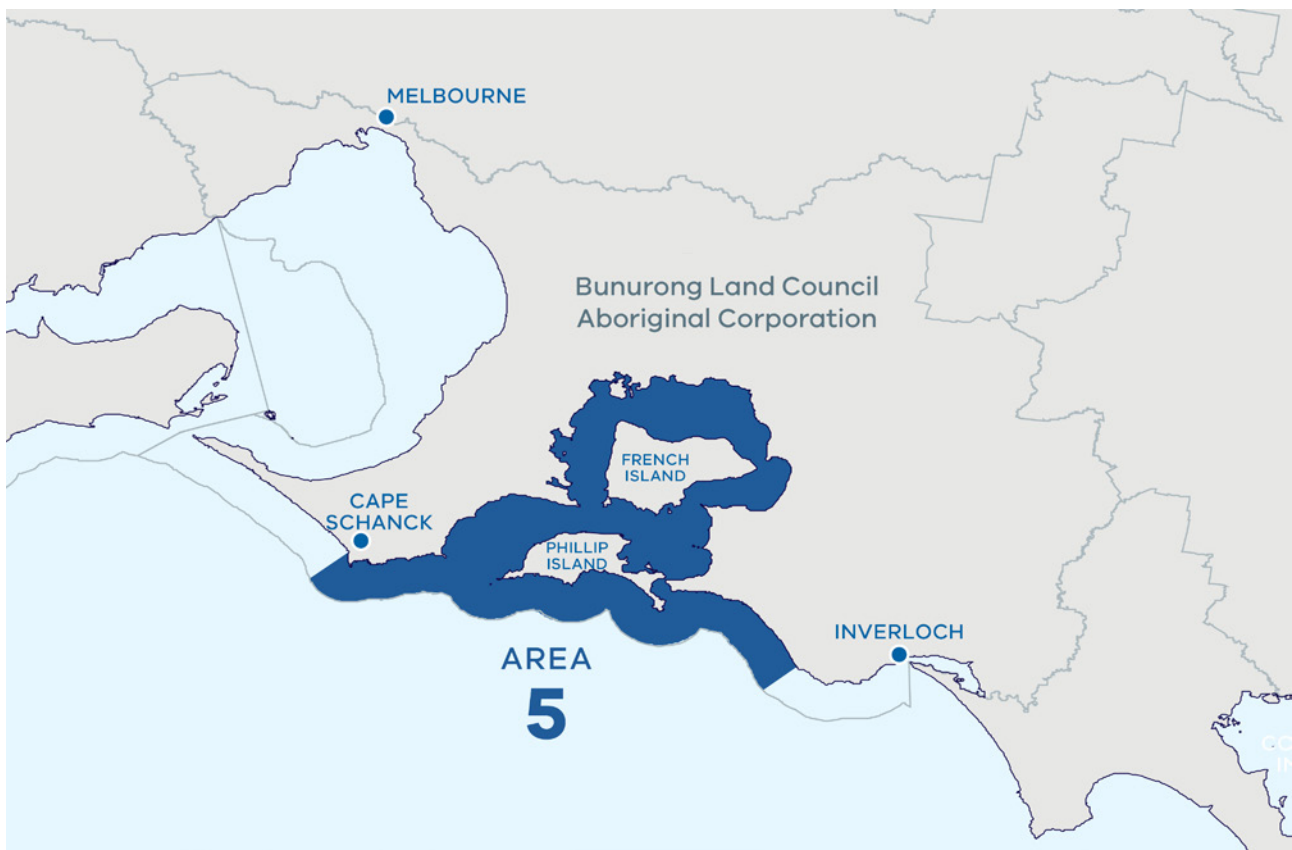 MELBOURNE
Bunurong Land Council
Aboriginal Corporation
FRENCH
ISLAND
CAPE
SCHANCK
PHILLIP
ISLAND
INVERLOCH
AREA
5